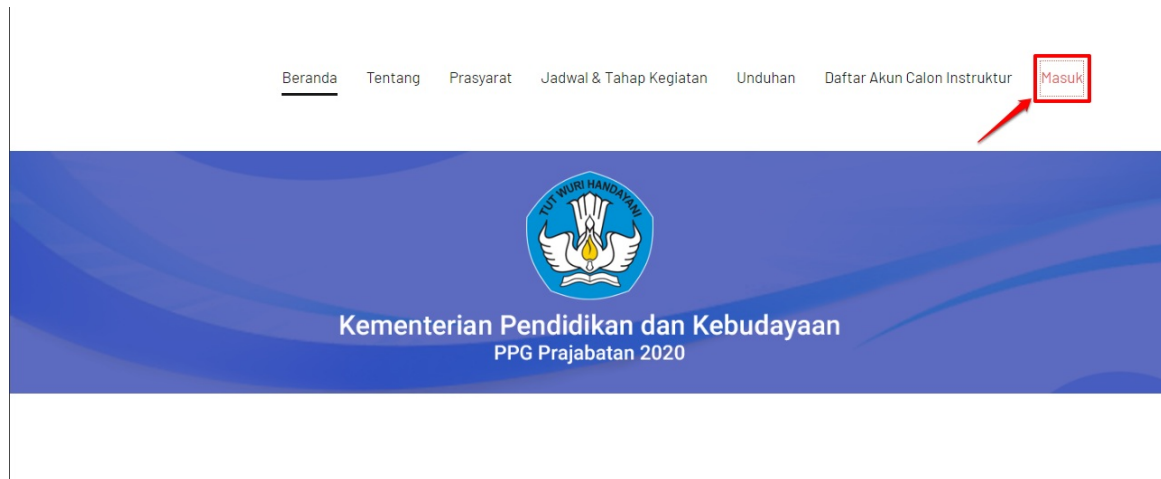 Beranda Tentang Prasyarat Jadwal & Tahap Kegiatan Unduhan Daftar Akun Calon Instruktur Masuk
TUT WURI HANDAYANI
Kementerian Pendidikan dan Kebudayaan
PPG Prajabatan 2020